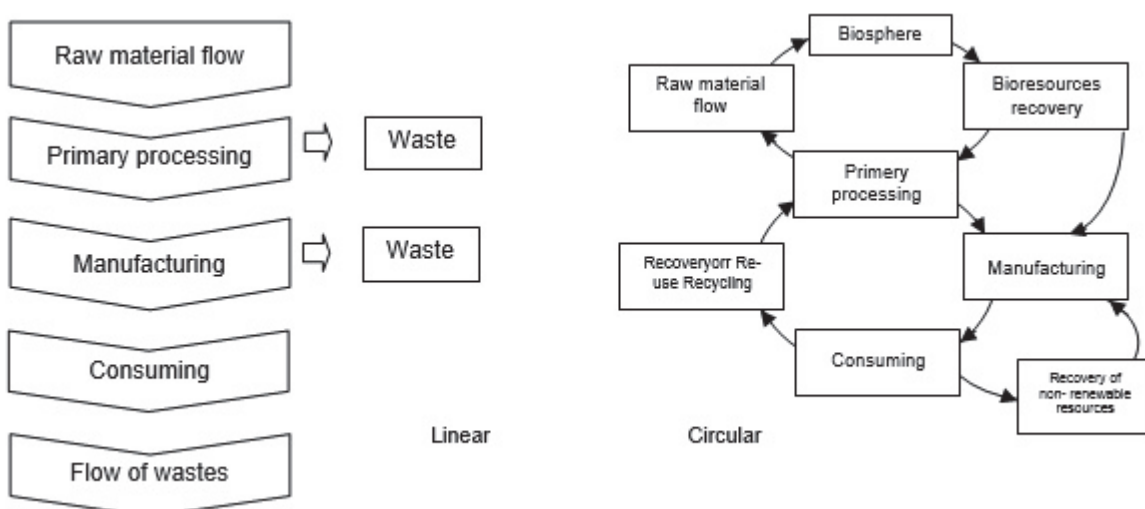 Raw material flow
Primary processing
Waste
Manufacturing
Waste
Consuming
Flow of wastes
Linear
Biosphere
Raw material
flow
Bioresources
recovery
Primery
processing
Recoveryorr Re-
use Recycling
Manufacturing
Consuming
Recovery of
non- renewable
resources
Circular